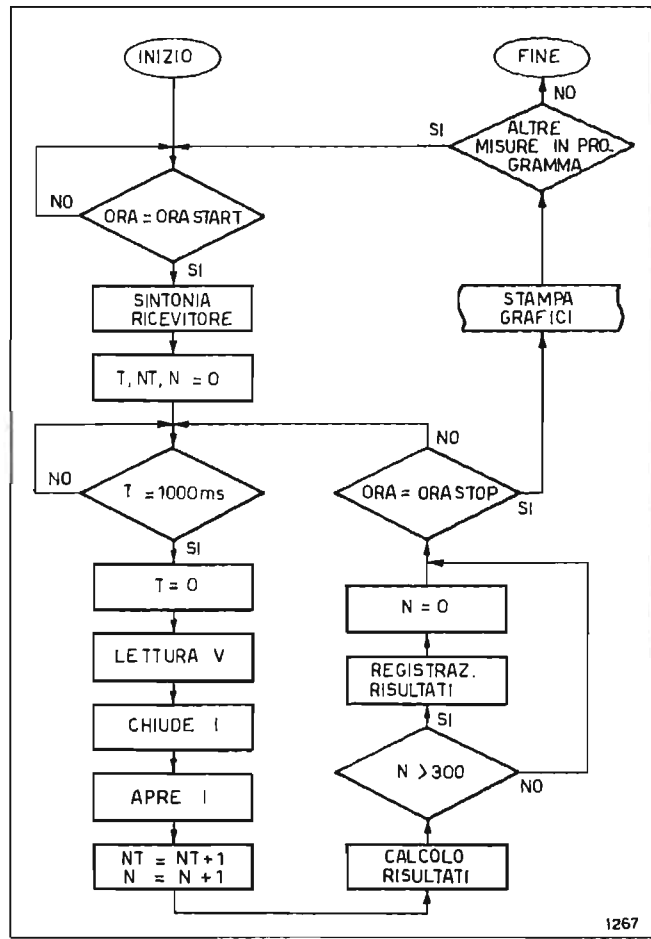 INIZIO
ORA = ORA START
NO
SI
SINTONIA
RICEVITORE
T, NT, N = 0
T = 1000ms
NO
SI
T = 0
LETTURA V
CHIUDE I
APRE I
NT = NT + 1
N = N + 1
CALCOLO
RISULTATI
N > 300
NO
SI
REGISTRAZ.
RISULTATI
N = 0
ORA = ORA STOP
NO
SI
STAMPA
GRAFICI
ALTRE
MISURE IN PRO_
GRAMMA
SI
NO
FINE
1267